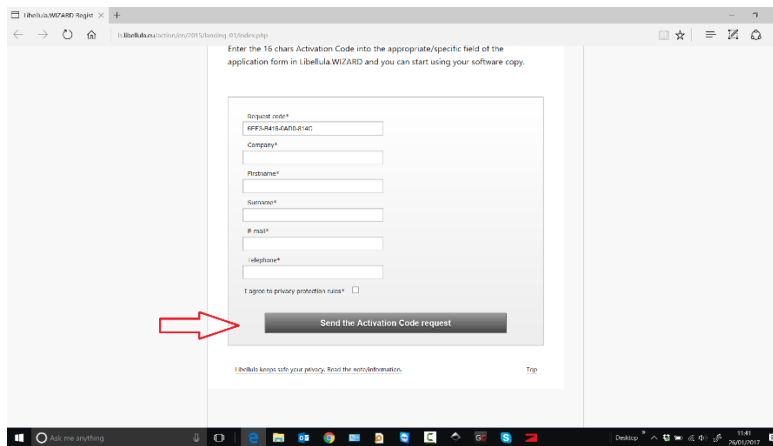 Libellula.WIZARD Regist
ls.libellula.eu/action/en/2015/landing_01/index.php
Enter the 16 chars Activation Code into the appropriate/specific field of the
application form in Libellula.WIZARD and you can start using your software copy.
Request code*
Company*
Firstname*
Surname*
E-mail*
Telephone*
I agree to privacy protection rules*
Send the Activation Code request
Libellula keeps safe your privacy. Read the note/information.
Top
Ask me anything
Desktop
11:41
26/01/2017